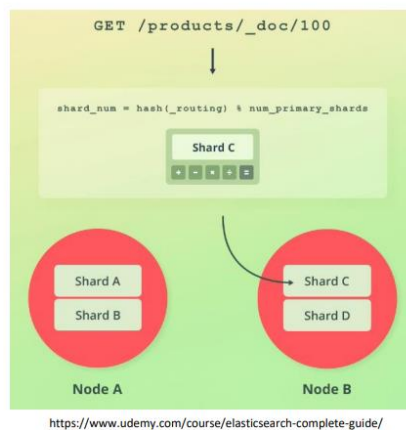 GET /products/_doc/100
shard_num = hash(_routing) % num_primary_shards
Shard C
+ - × ÷ =
Shard A
Shard B
Shard C
Shard D
Node A
Node B
https://www.udemy.com/course/elasticsearch-complete-guide/